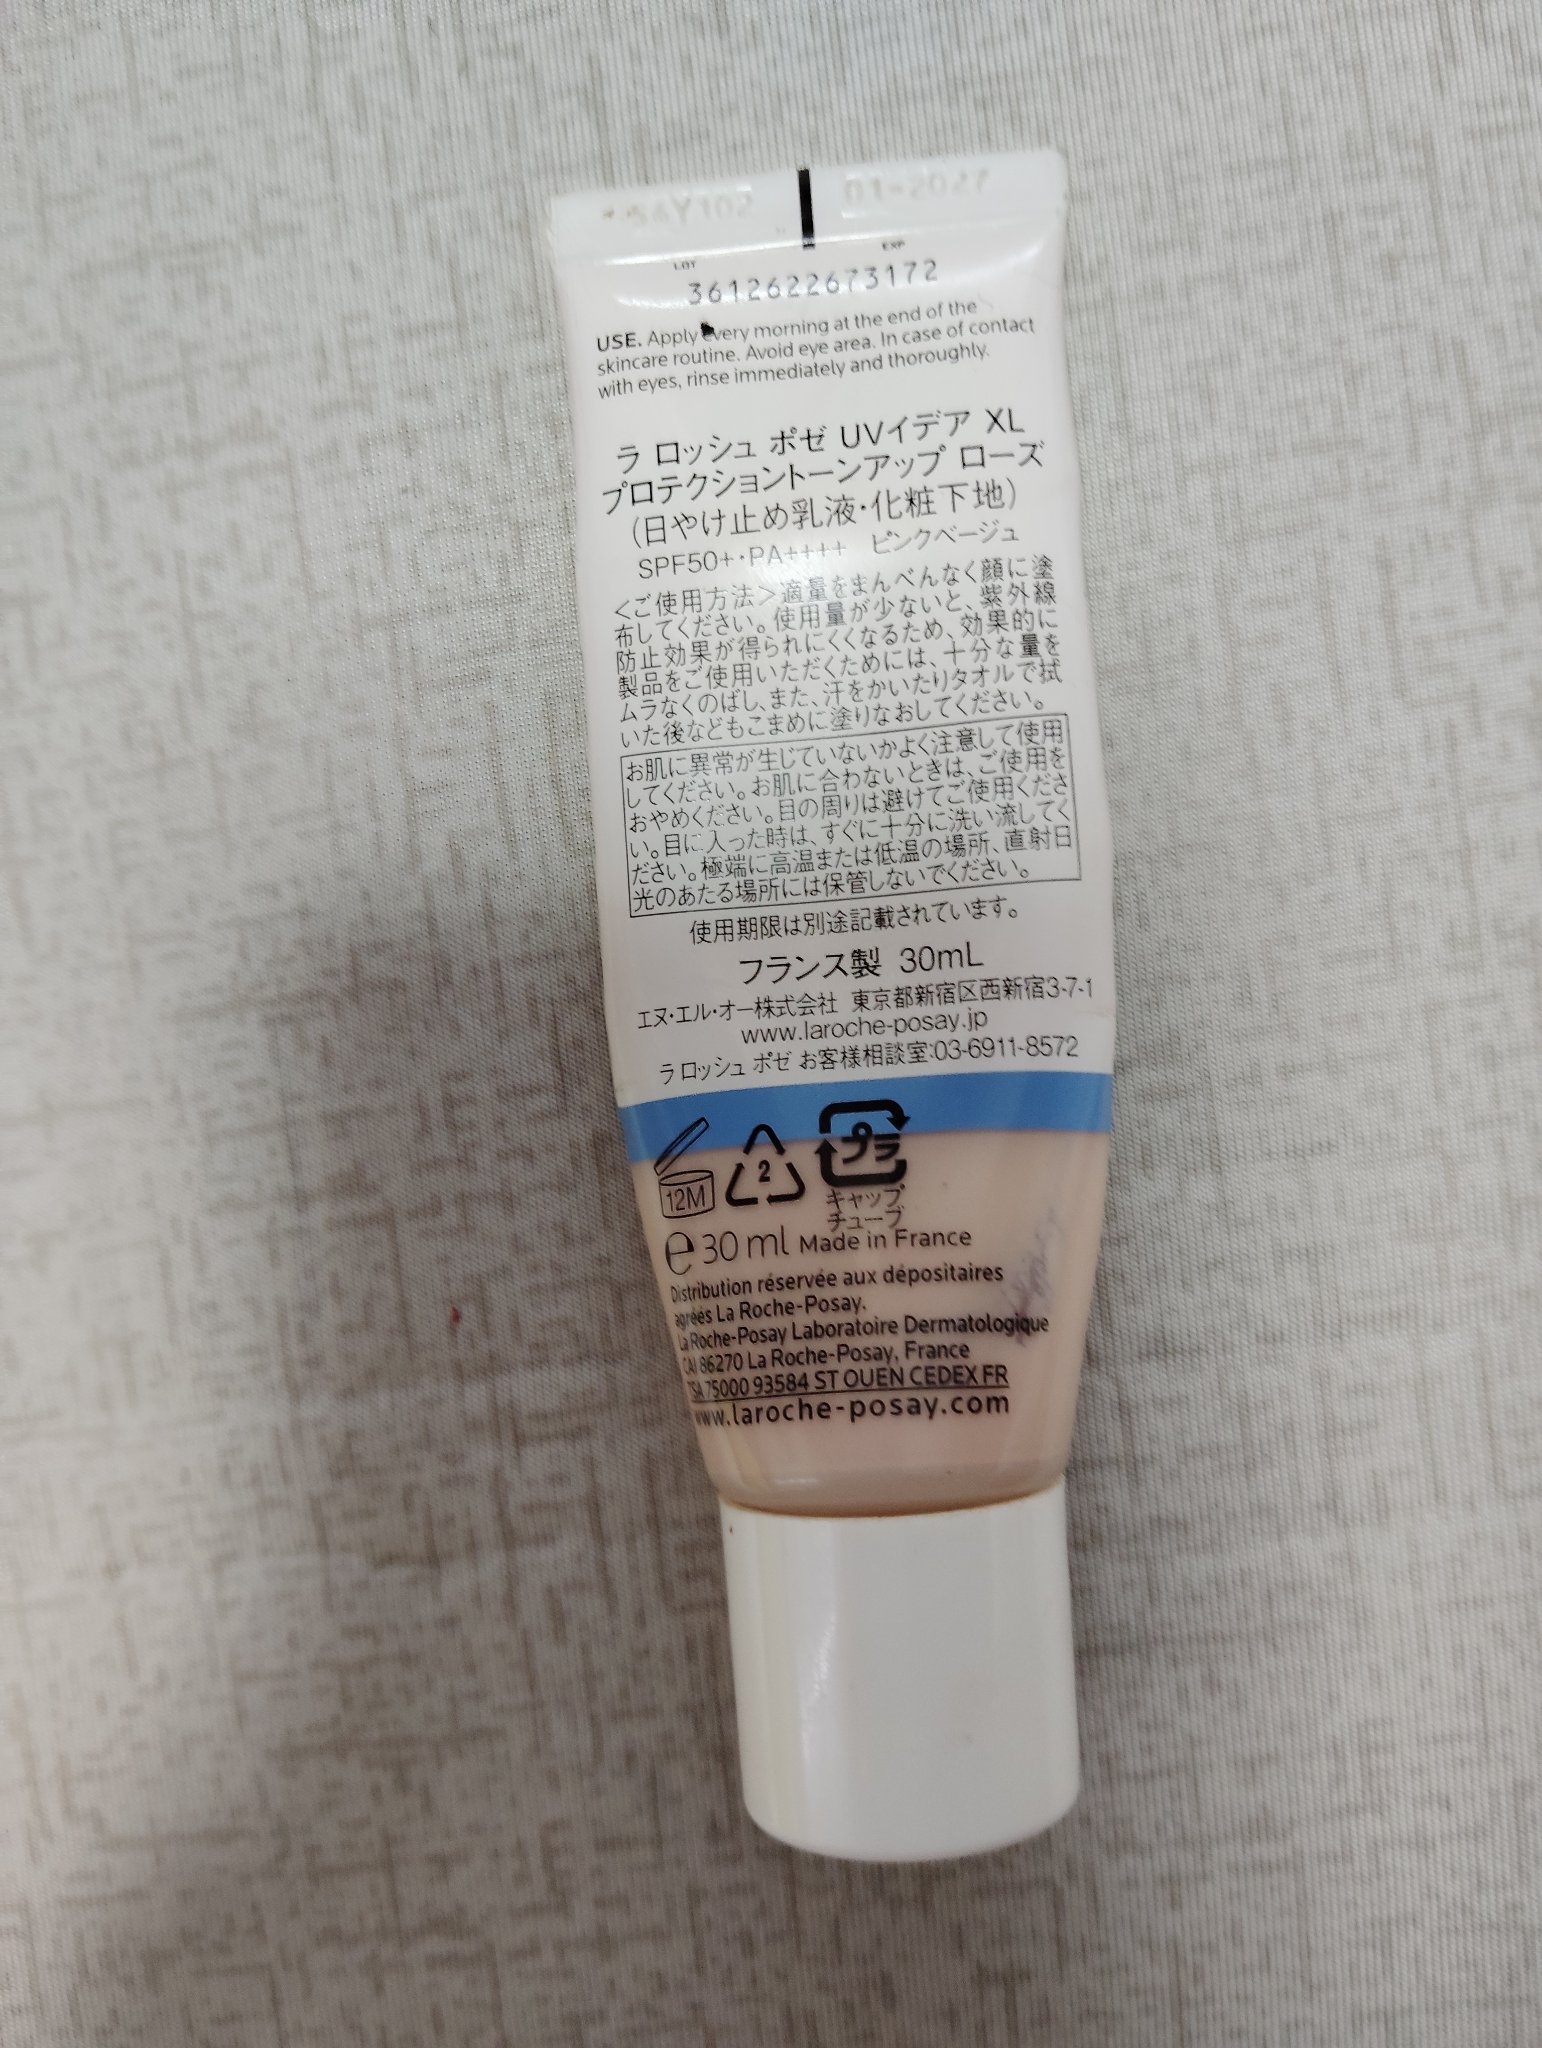 54Y102
01-2027
LOT
EXP
3612622673172
USE. Apply every morning at the end of the
skincare routine. Avoid eye area. In case of contact
with eyes, rinse immediately and thoroughly.
ラ ロッシュ ポゼ UVイデア XL
プロテクショントーンアップ ローズ
(日やけ止め乳液・化粧下地)
SPF50+・PA++++ ピンクベージュ
<ご使用方法>適量をまんべんなく顔に塗
布してください。使用量が少ないと、紫外線
防止効果が得られにくくなるため、効果的に
製品をご使用いただくためには、十分な量を
ムラなくのばし、また、汗をかいたりタオルで拭
いた後などもこまめに塗りなおしてください。
お肌に異常が生じていないかよく注意して使用
してください。お肌に合わないときは、ご使用を
おやめください。目の周りは避けてご使用くださ
い。目に入った時は、すぐに十分に洗い流してく
ださい。極端に高温または低温の場所、直射日
光のあたる場所には保管しないでください。
使用期限は別途記載されています。
フランス製 30mL
エヌ・エル・オー株式会社 東京都新宿区西新宿3-7-1
www.laroche-posay.jp
ラ ロッシュ ポゼ お客様相談室:03-6911-8572
12M
2
プラ
キャップ
チューブ
e 30 ml Made in France
Distribution réservée aux dépositaires
agréés La Roche-Posay.
La Roche-Posay Laboratoire Dermatologique
CAI 86270 La Roche-Posay, France
TSA 75000 93584 ST OUEN CEDEX FR
www.laroche-posay.com